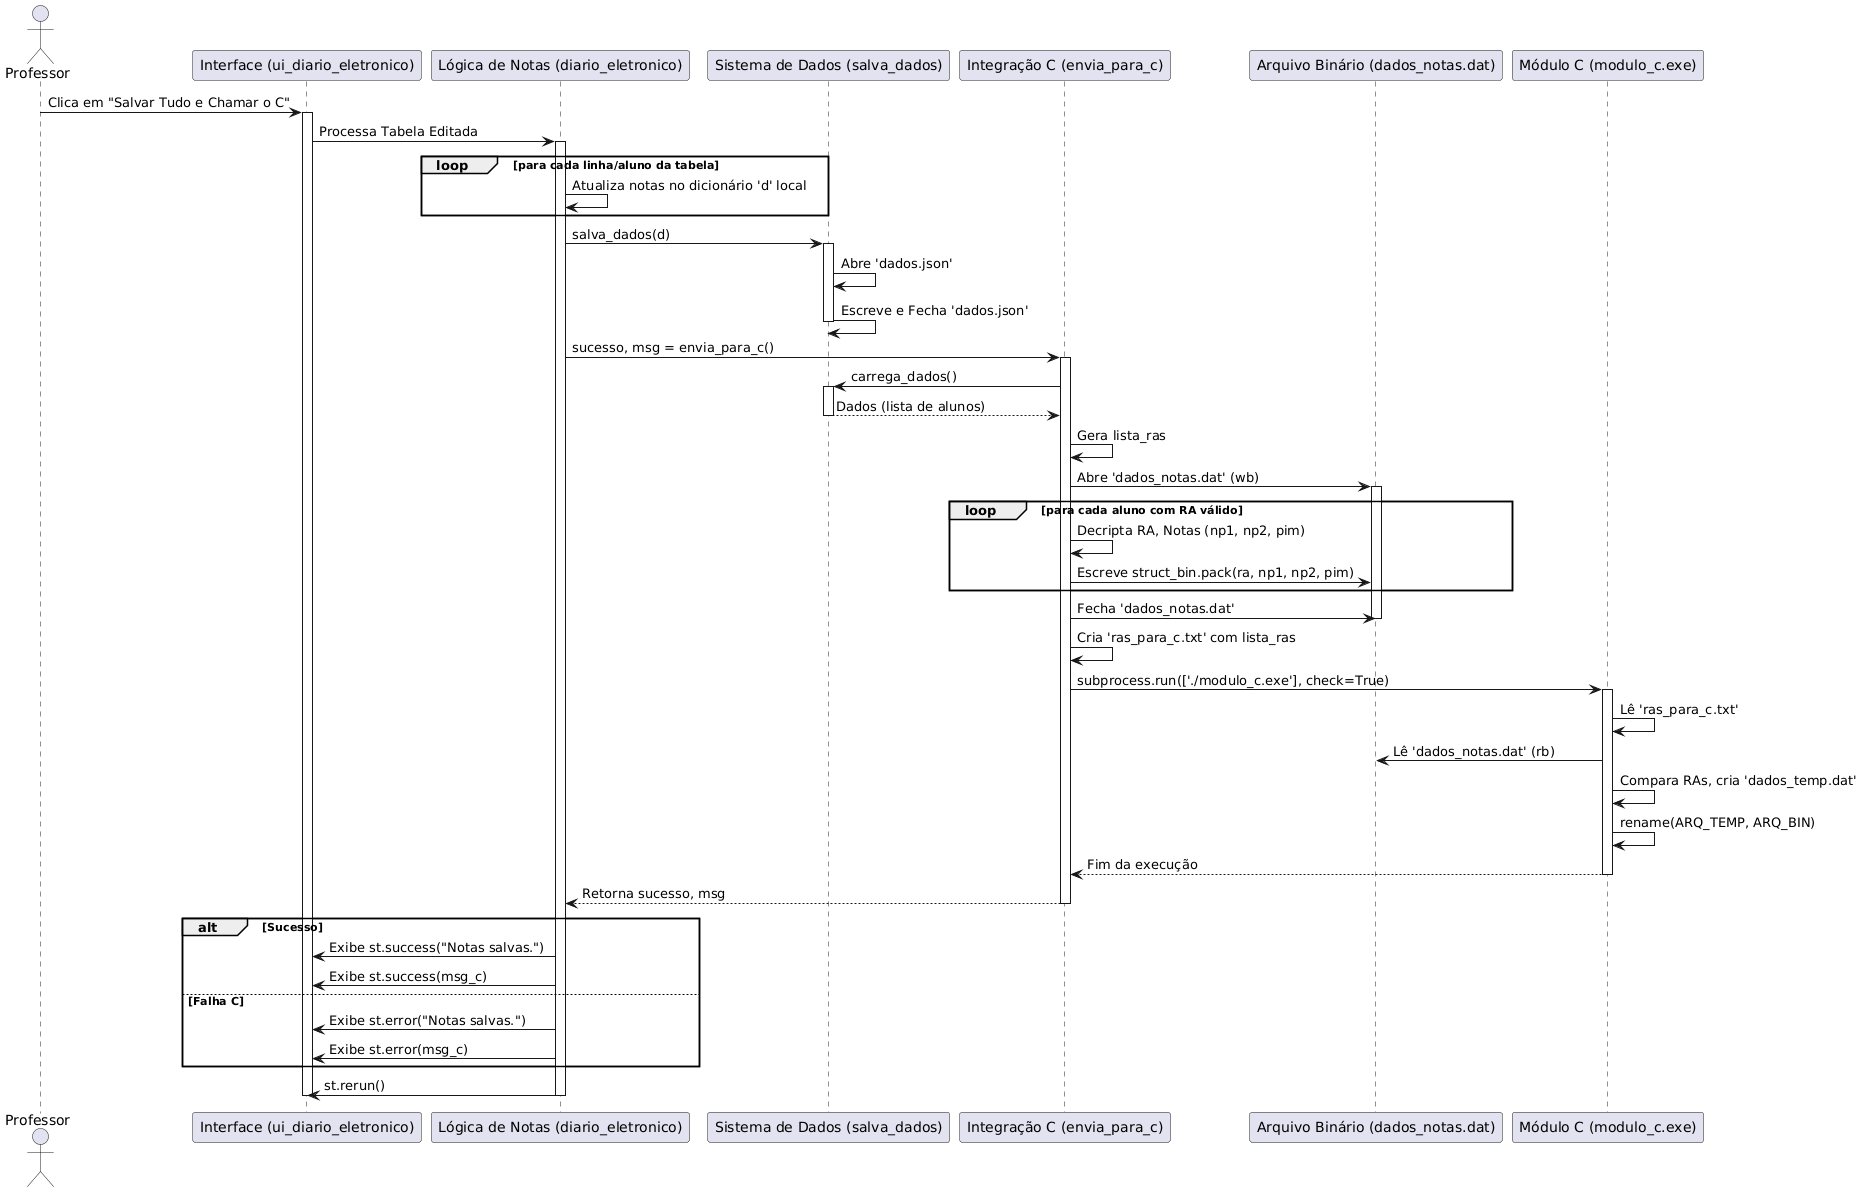 Professor
Interface (ui_diario_eletronico)
Lógica de Notas (diario_eletronico)
Sistema de Dados (salva_dados)
Integração C (envia_para_c)
Arquivo Binário (dados_notas.dat)
Módulo C (modulo_c.exe)
Clica em "Salvar Tudo e Chamar o C"
Processa Tabela Editada
loop
[para cada linha/aluno da tabela]
Atualiza notas no dicionário 'd' local
salva_dados(d)
Abre 'dados.json'
Escreve e Fecha 'dados.json'
sucesso, msg = envia_para_c()
carrega_dados()
Dados (lista de alunos)
Gera lista_ras
Abre 'dados_notas.dat' (wb)
loop
[para cada aluno com RA válido]
Decripta RA, Notas (np1, np2, pim)
Escreve struct_bin.pack(ra, np1, np2, pim)
Fecha 'dados_notas.dat'
Cria 'ras_para_c.txt' com lista_ras
subprocess.run(['./modulo_c.exe'], check=True)
Lê 'ras_para_c.txt'
Lê 'dados_notas.dat' (rb)
Compara RAs, cria 'dados_temp.dat'
rename(ARQ_TEMP, ARQ_BIN)
Fim da execução
Retorna sucesso, msg
alt
[Sucesso]
Exibe st.success("Notas salvas.")
Exibe st.success(msg_c)
[Falha C]
Exibe st.error("Notas salvas.")
Exibe st.error(msg_c)
st.rerun()
Professor
Interface (ui_diario_eletronico)
Lógica de Notas (diario_eletronico)
Sistema de Dados (salva_dados)
Integração C (envia_para_c)
Arquivo Binário (dados_notas.dat)
Módulo C (modulo_c.exe)